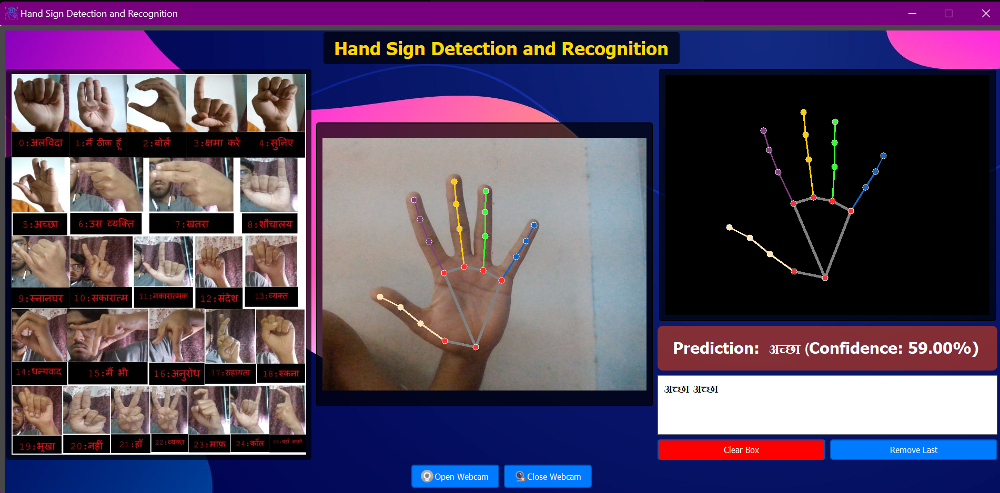 Hand Sign Detection and Recognition
Hand Sign Detection and Recognition
0:अलविदा 1:मैं ठीक हूँ 2:बोलें 3:क्षमा करें 4:सुनिए
5:अच्छा 6:उस व्यक्ति 7:खतरा 8:शौचालय
9:स्नानघर 10:सकारात्म 11:नकारात्मक 12:संदेश 13:व्यक्त
14:धन्यवाद 15:मैं भी 16:अनुरोध 17:सहायता 18:रुकना
19:भूखा 20:नहीं 21:हाँ 22:व्यक्त 23:माफ़ 24:कॉल 25:यहाँ आओ
Prediction: अच्छा (Confidence: 59.00%)
अच्छा अच्छा
Clear Box Remove Last
Open Webcam Close Webcam